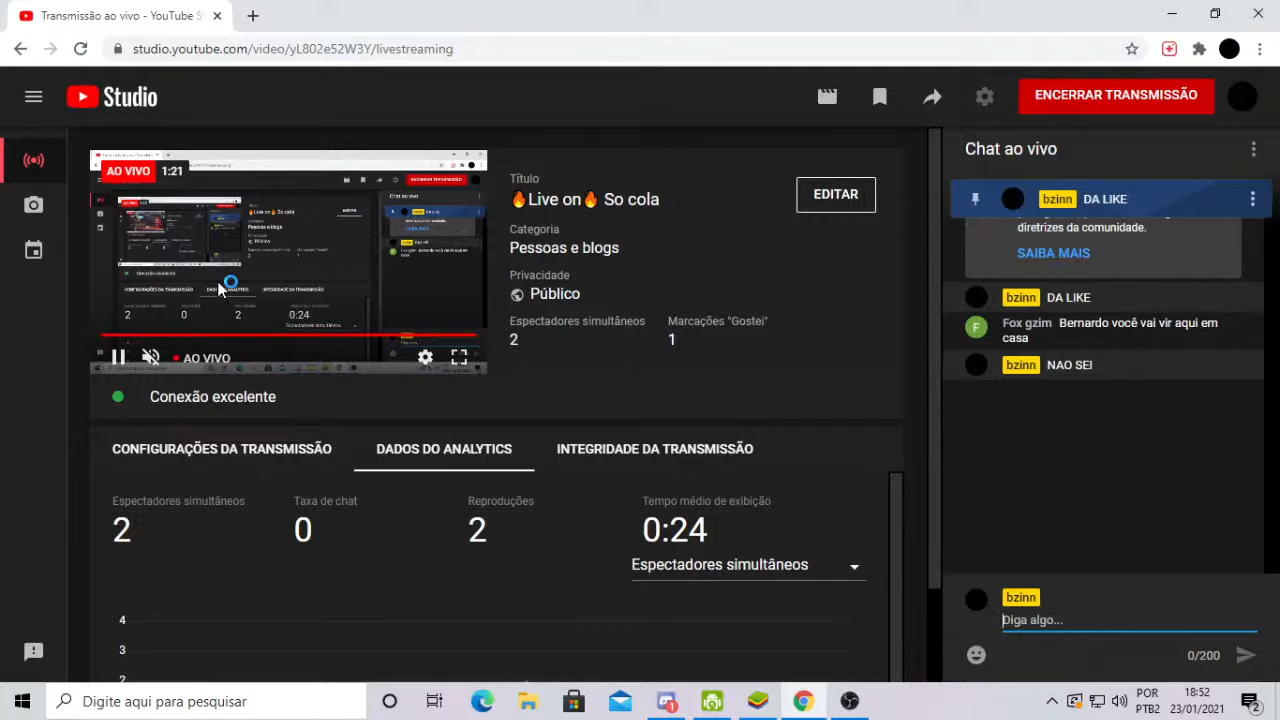 Transmissão ao vivo - YouTube S
studio.youtube.com/video/yL802e52W3Y/livestreaming
Studio
ENCERRAR TRANSMISSÃO
AO VIVO 1:21
AO VIVO
Conexão excelente
Título
🔥Live on🔥 So cola
EDITAR
Categoria
Pessoas e blogs
Privacidade
Público
Espectadores simultâneos Marcações "Gostei"
2 1
CONFIGURAÇÕES DA TRANSMISSÃO DADOS DO ANALYTICS INTEGRIDADE DA TRANSMISSÃO
Espectadores simultâneos Taxa de chat Reproduções Tempo médio de exibição
2 0 2 0:24
Espectadores simultâneos
4
3
2
Chat ao vivo
bzinn DA LIKE
diretrizes da comunidade.
SAIBA MAIS
bzinn DA LIKE
F Fox gzim Bernardo você vai vir aqui em
casa
bzinn NAO SEI
bzinn
Diga algo...
0/200
Digite aqui para pesquisar
1
POR
PTB2
18:52
23/01/2021
2